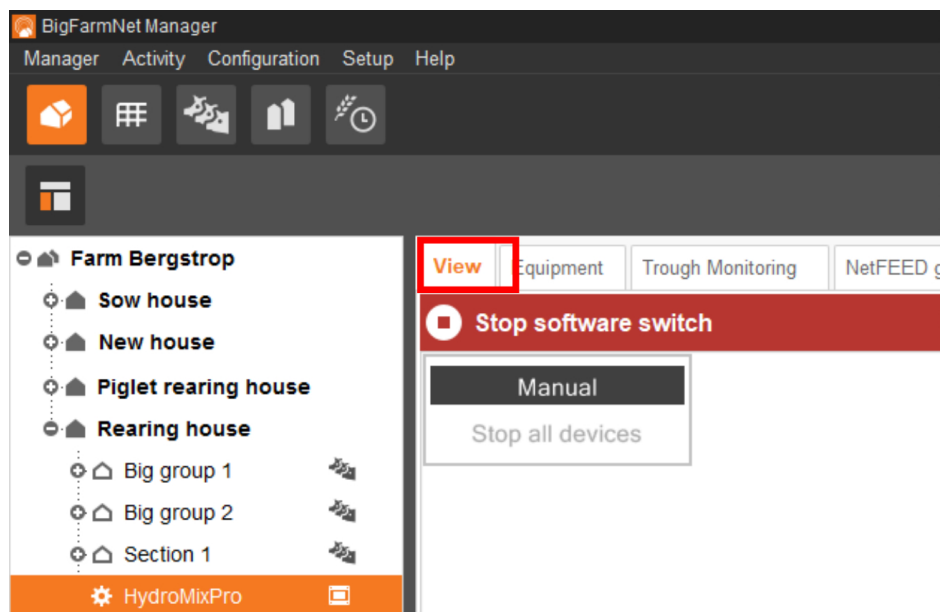 BigFarmNet Manager
Manager Activity Configuration Setup Help
Farm Bergstrop
Sow house
New house
Piglet rearing house
Rearing house
Big group 1
Big group 2
Section 1
HydroMixPro
View Equipment Trough Monitoring NetFEED g
Stop software switch
Manual
Stop all devices